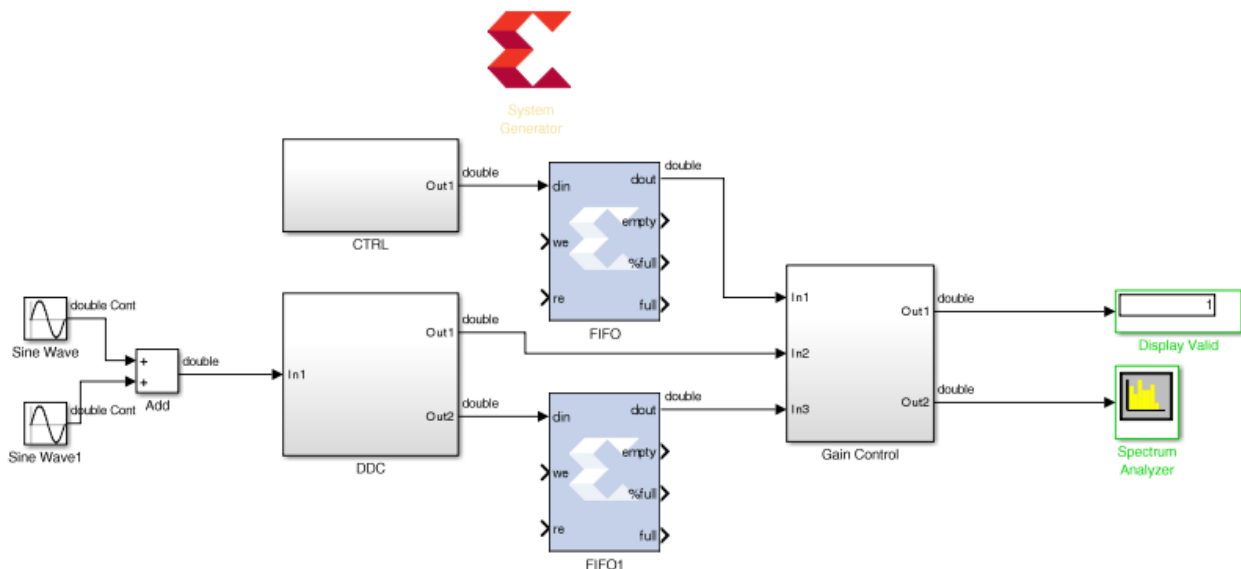 System
Generator
Out1
CTRL
double
din
we
re
dout
empty
%full
full
FIFO
double
double Cont
Sine Wave
double Cont
Sine Wave1
+
+
Add
double
In1
Out1
Out2
DDC
double
double
din
we
re
dout
empty
%full
full
FIFO1
double
In1
In2
In3
Out1
Out2
Gain Control
double
double
1
Display Valid
Spectrum
Analyzer